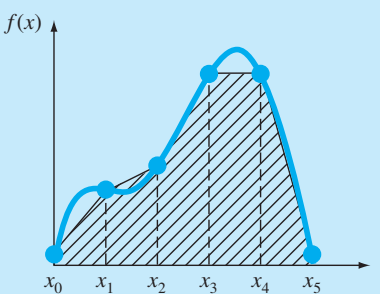 f(x)
x₀ x₁ x₂ x₃ x₄ x₅